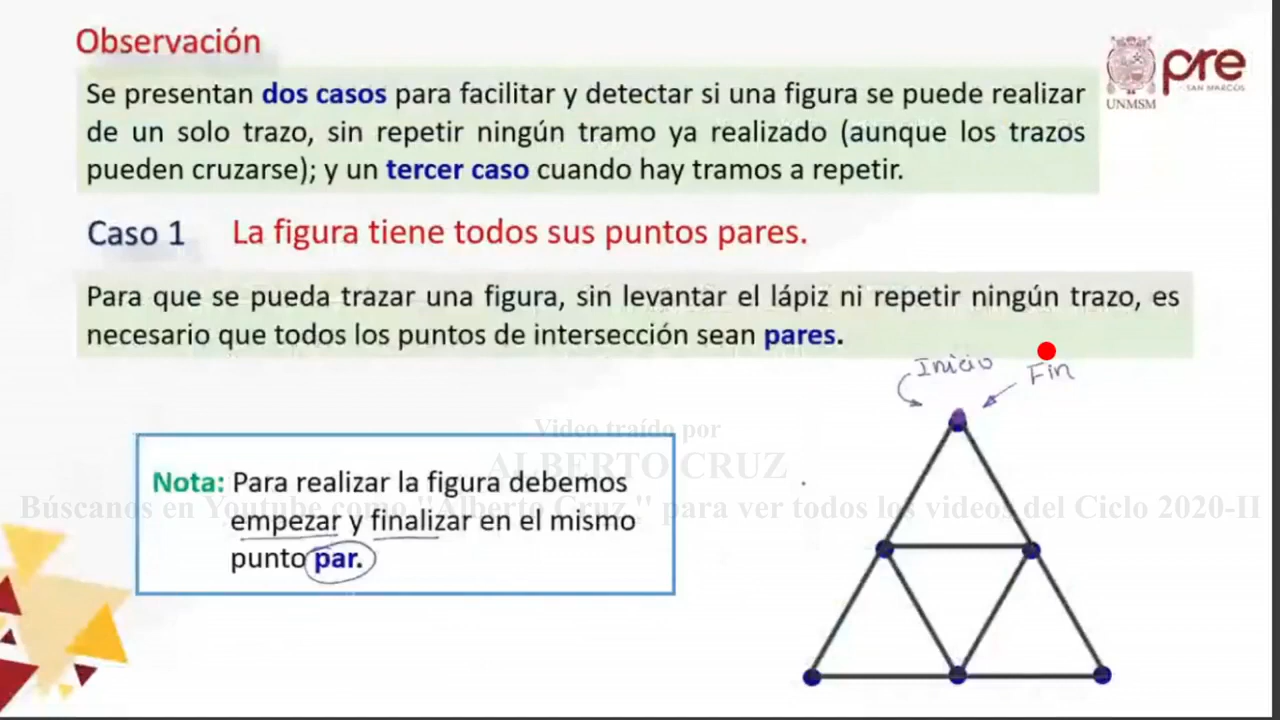 Observación
Se presentan dos casos para facilitar y detectar si una figura se puede realizar
de un solo trazo, sin repetir ningún tramo ya realizado (aunque los trazos
pueden cruzarse); y un tercer caso cuando hay tramos a repetir.
pre
SAN MARCOS
UNMSM
Caso 1 La figura tiene todos sus puntos pares.
Para que se pueda trazar una figura, sin levantar el lápiz ni repetir ningún trazo, es
necesario que todos los puntos de intersección sean pares.
Inicio
Fin
Video traído por
ALBERTO CRUZ
Búscanos en Youtube como "Alberto Cruz " para ver todos los videos del Ciclo 2020-II
Nota: Para realizar la figura debemos
empezar y finalizar en el mismo
punto par.